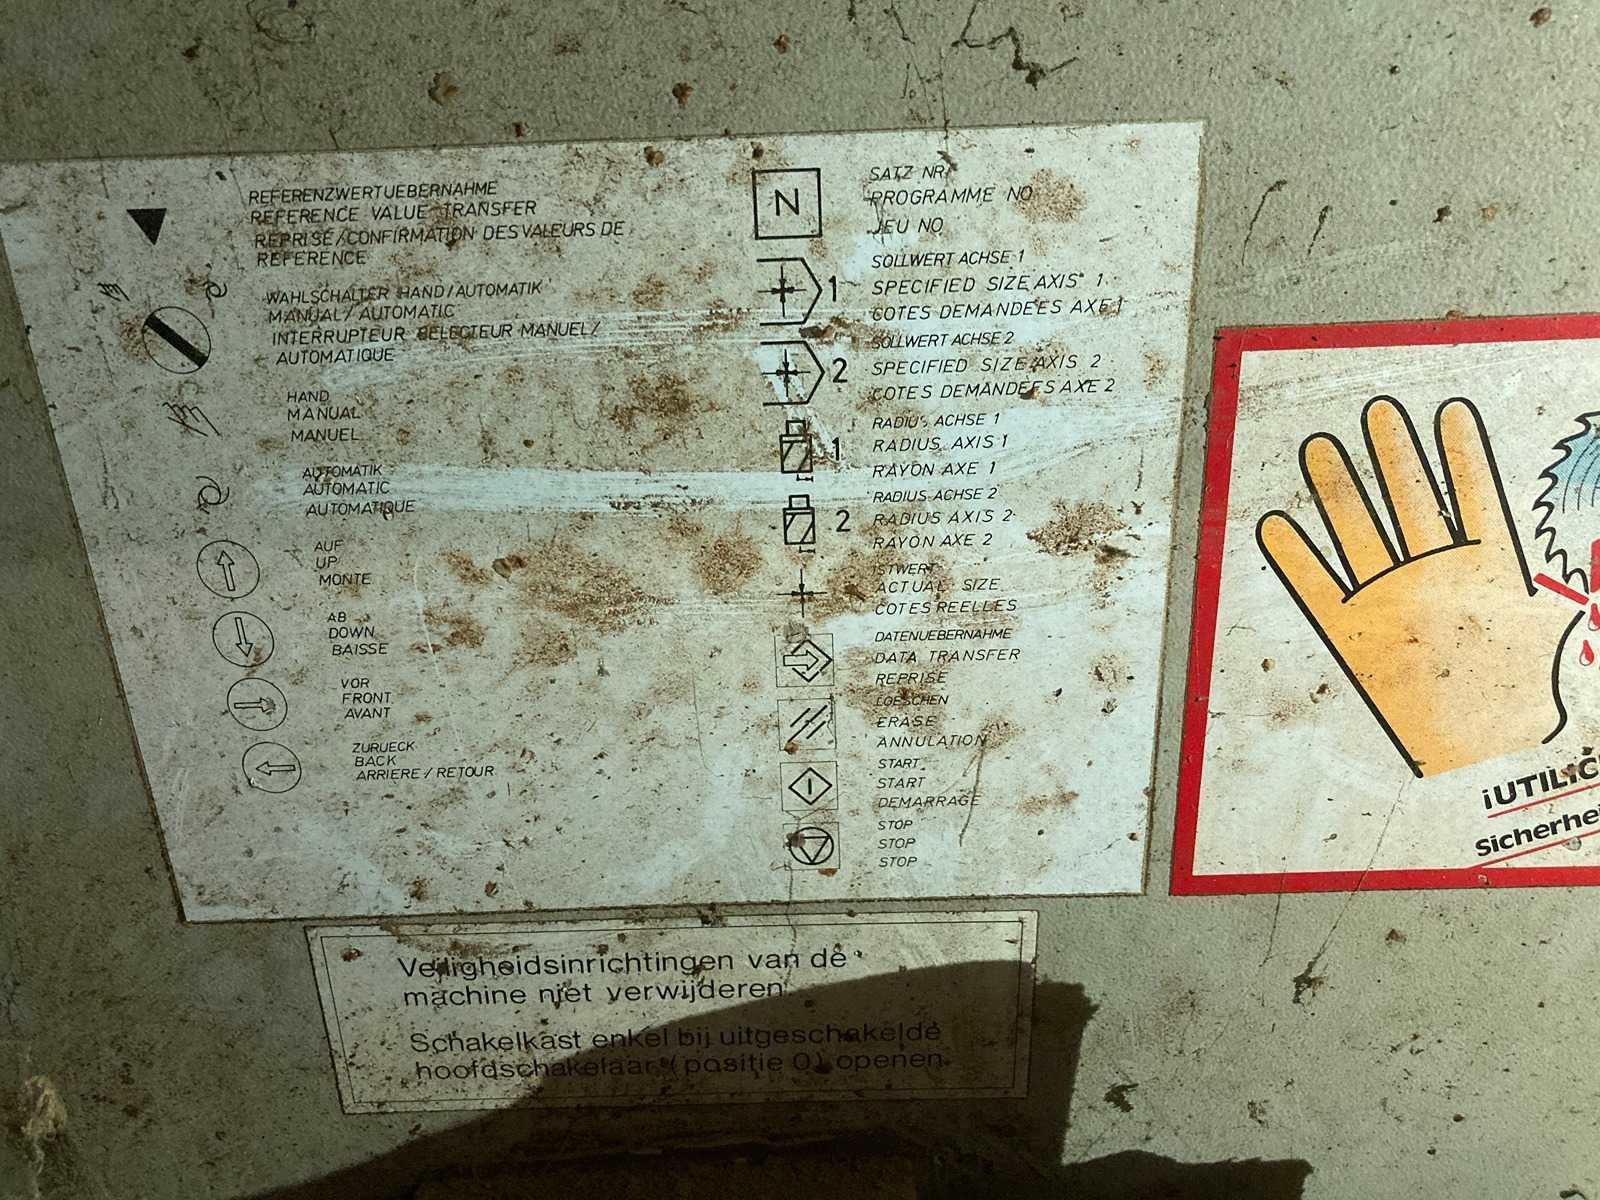 REFERENZWERTUEBERNAHME
REFERENCE VALUE TRANSFER
REPRISE/CONFIRMATION DES VALEURS DE
REFERENCE
WAHLSCHALTER HAND/AUTOMATIK
MANUAL/AUTOMATIC
INTERRUPTEUR SELECTEUR MANUEL/
AUTOMATIQUE
HAND
MANUAL
MANUEL
AUTOMATIK
AUTOMATIC
AUTOMATIQUE
AUF
UP
MONTE
AB
DOWN
BAISSE
VOR
FRONT
AVANT
ZURUECK
BACK
ARRIERE/RETOUR
N
SATZ NR
PROGRAMME NO
JEU NO
1
SOLLWERT ACHSE 1
SPECIFIED SIZE AXIS 1
COTES DEMANDEES AXE 1
2
SOLLWERT ACHSE 2
SPECIFIED SIZE AXIS 2
COTES DEMANDEES AXE 2
1
RADIUS ACHSE 1
RADIUS AXIS 1
RAYON AXE 1
2
RADIUS ACHSE 2
RADIUS AXIS 2
RAYON AXE 2
ISTWERT
ACTUAL SIZE
COTES REELLES
DATENUEBERNAHME
DATA TRANSFER
REPRISE
LOESCHEN
ERASE
ANNULATION
START
START
DEMARRAGE
STOP
STOP
STOP
Veiligheidsinrichtingen van de
machine niet verwijderen
Schakelkast enkel bij uitgeschakelde
hoofdschakelaar (positie 0) openen